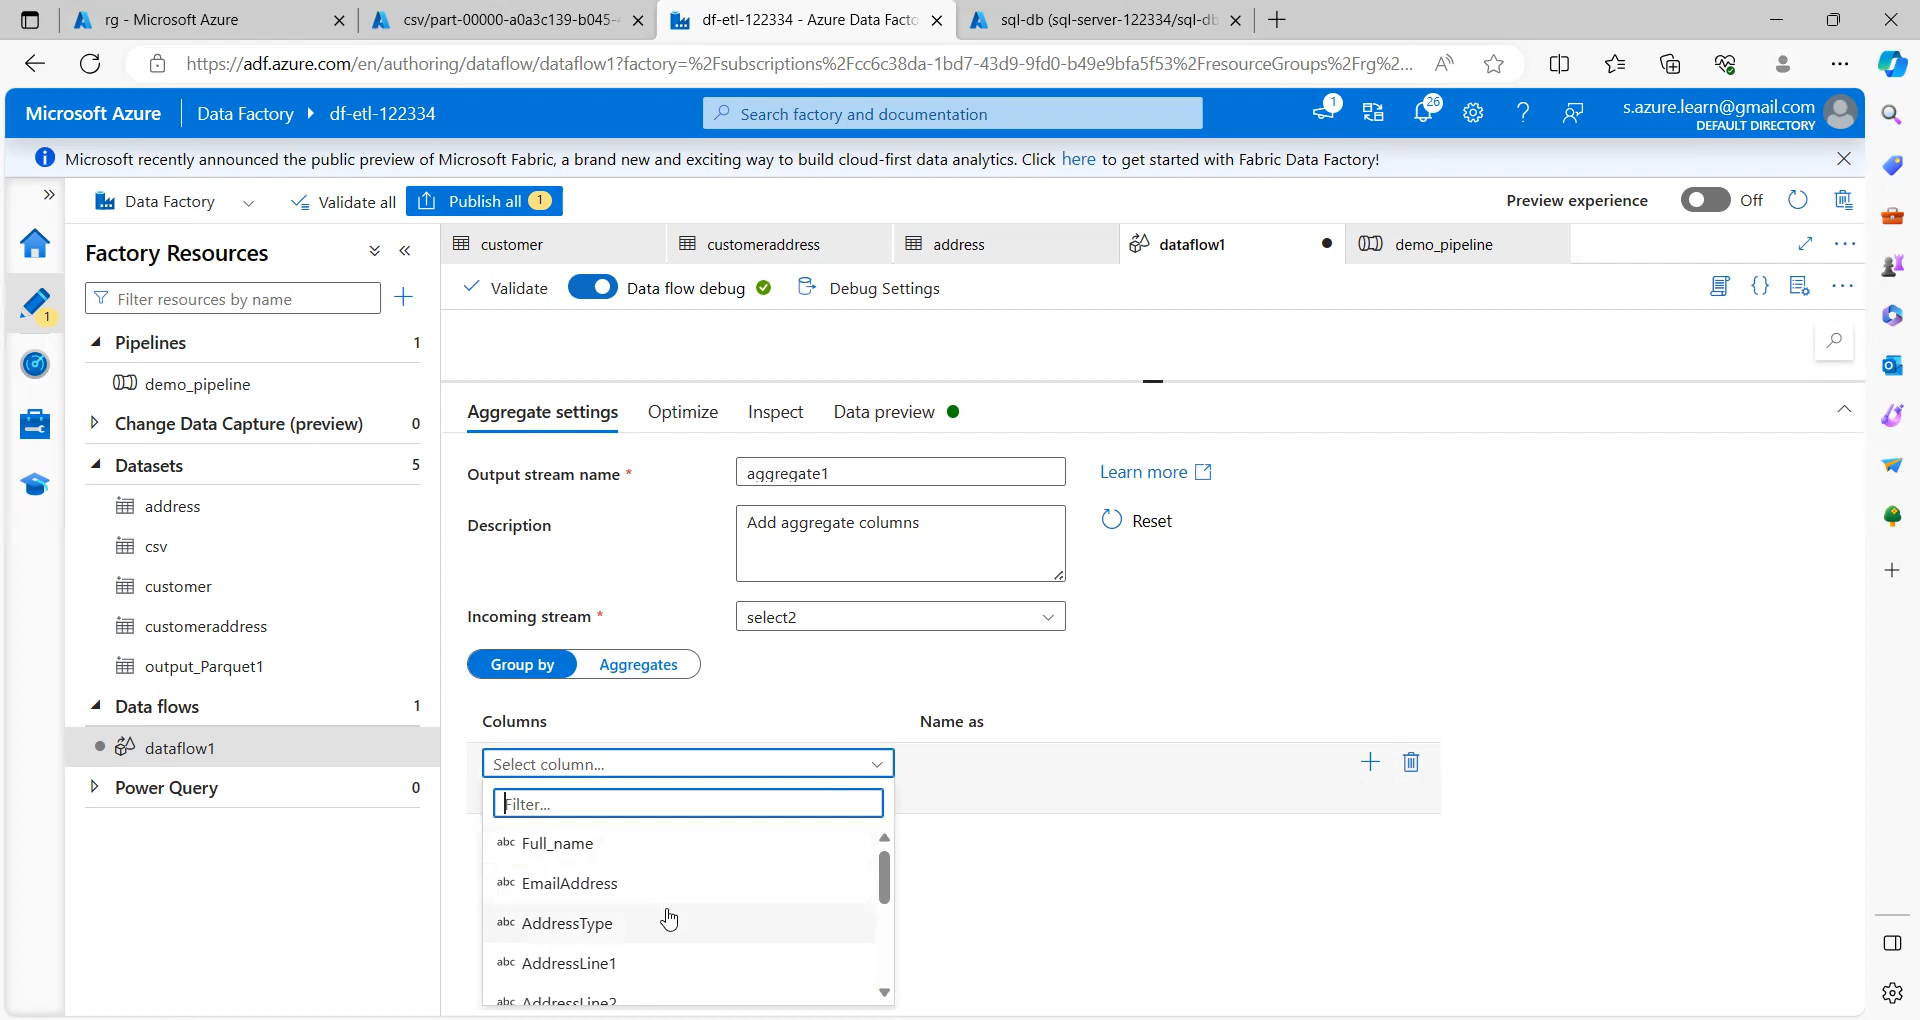 rg - Microsoft Azure
csv/part-00000-a0a3c139-b045-
df-etl-122334 - Azure Data Facto
sql-db (sql-server-122334/sql-db
https://adf.azure.com/en/authoring/dataflow/dataflow1?factory=%2Fsubscriptions%2Fcc6c38da-1bd7-43d9-9fd0-b49e9bfa5f53%2FresourceGroups%2Frg%2...
Microsoft Azure
Data Factory
df-etl-122334
Search factory and documentation
1
26
s.azure.learn@gmail.com
DEFAULT DIRECTORY
Microsoft recently announced the public preview of Microsoft Fabric, a brand new and exciting way to build cloud-first data analytics. Click here to get started with Fabric Data Factory!
Data Factory
Validate all
Publish all 1
Preview experience
Off
1
Factory Resources
Filter resources by name
Pipelines 1
demo_pipeline
Change Data Capture (preview) 0
Datasets 5
address
csv
customer
customeraddress
output_Parquet1
Data flows 1
dataflow1
Power Query 0
customer
customeraddress
address
dataflow1
demo_pipeline
Validate
Data flow debug
Debug Settings
Aggregate settings
Optimize
Inspect
Data preview
Output stream name *
aggregate1
Learn more
Description
Add aggregate columns
Reset
Incoming stream *
select2
Group by
Aggregates
Columns
Name as
Select column...
Filter...
abc Full_name
abc EmailAddress
abc AddressType
abc AddressLine1
abc AddressLine2